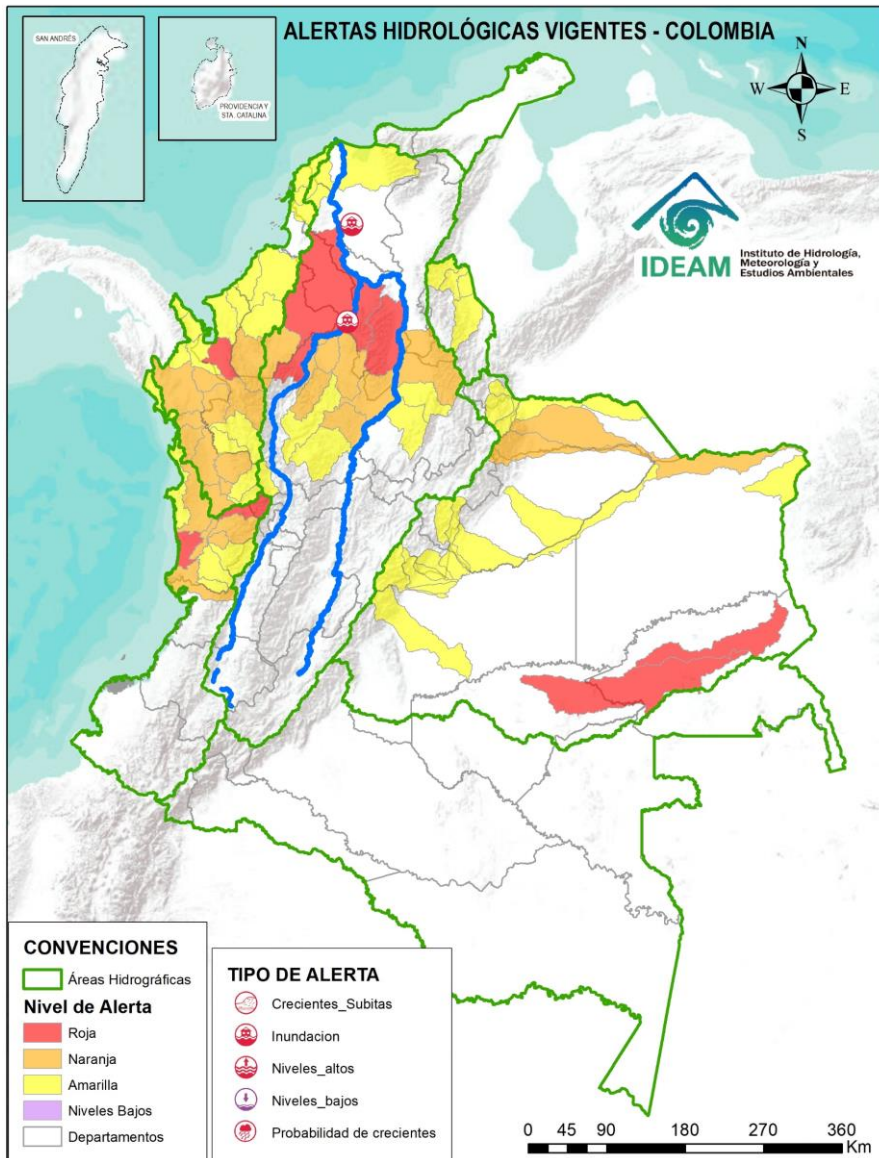 ALERTAS HIDROLÓGICAS VIGENTES - COLOMBIA
SAN ANDRÉS
PROVIDENCIA Y
STA. CATALINA
N
W
E
S
IDEAM
Instituto de Hidrología,
Meteorología y
Estudios Ambientales
CONVENCIONES
Áreas Hidrográficas
Nivel de Alerta
Roja
Naranja
Amarilla
Niveles Bajos
Departamentos
TIPO DE ALERTA
Crecientes_Subitas
Inundacion
Niveles_altos
Niveles_bajos
Probabilidad de crecientes
0 45 90 180 270 360
Km